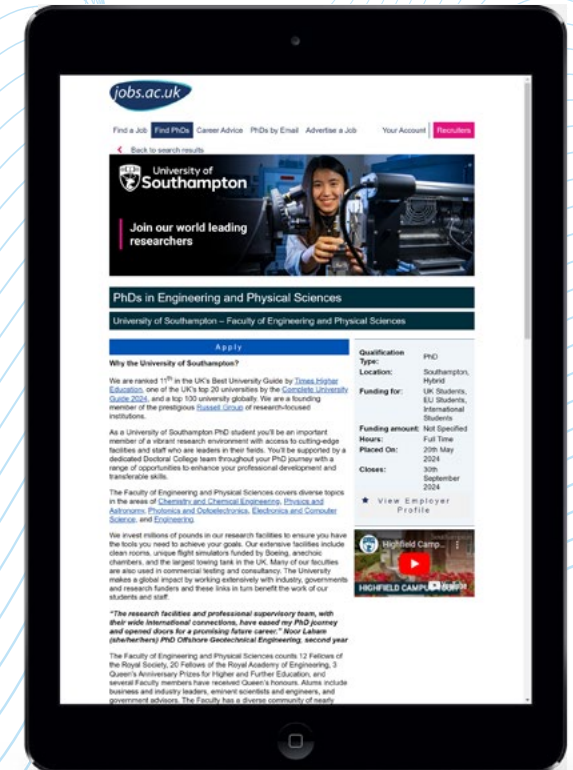 jobs.ac.uk
Find a Job Find PhDs Career Advice PhDs by Email Advertise a Job Your Account Recruiters
Back to search results
University of
Southampton
Join our world leading
researchers
PhDs in Engineering and Physical Sciences
University of Southampton – Faculty of Engineering and Physical Sciences
Apply
Why the University of Southampton?
We are ranked 11th in the UK's Best University Guide by Times Higher
Education, one of the UK's top 20 universities by the Complete University
Guide 2024, and a top 100 university globally. We are a founding
member of the prestigious Russell Group of research-focused
institutions.
As a University of Southampton PhD student you'll be an important
member of a vibrant research environment with access to cutting-edge
facilities and staff who are leaders in their fields. You'll be supported by a
dedicated Doctoral College team throughout your PhD journey with a
range of opportunities to enhance your professional development and
transferable skills.
The Faculty of Engineering and Physical Sciences covers diverse topics
in the areas of Chemistry and Chemical Engineering, Physics and
Astronomy, Photonics and Optoelectronics, Electronics and Computer
Science, and Engineering.
We invest millions of pounds in our research facilities to ensure you have
the tools you need to achieve your goals. Our extensive facilities include
clean rooms, unique flight simulators funded by Boeing, anechoic
chambers, and the largest towing tank in the UK. Many of our faculties
are also used in commercial testing and consultancy. The University
makes a global impact by working extensively with industry, governments
and research funders and these links in turn benefit the work of our
students and staff.
"The research facilities and professional supervisory team, with
their wide international connections, have eased my PhD journey
and opened doors for a promising future career." Noor Laham
(she/her/hers) PhD Offshore Geotechnical Engineering, second year
The Faculty of Engineering and Physical Sciences counts 12 Fellows of
the Royal Society, 20 Fellows of the Royal Academy of Engineering, 3
Queen's Anniversary Prizes for Higher and Further Education, and
several Faculty members have received Queen's honours. Alums include
business and industry leaders, eminent scientists and engineers, and
government advisors. The Faculty has a diverse community of nearly
Qualification
Type: PhD
Location: Southampton,
Hybrid
Funding for: UK Students,
EU Students,
International
Students
Funding amount: Not Specified
Hours: Full Time
Placed On: 20th May
2024
Closes: 30th
September
2024
View Employer
Profile
Highfield Camp...
HIGHFIELD CAMPUS
YouTube